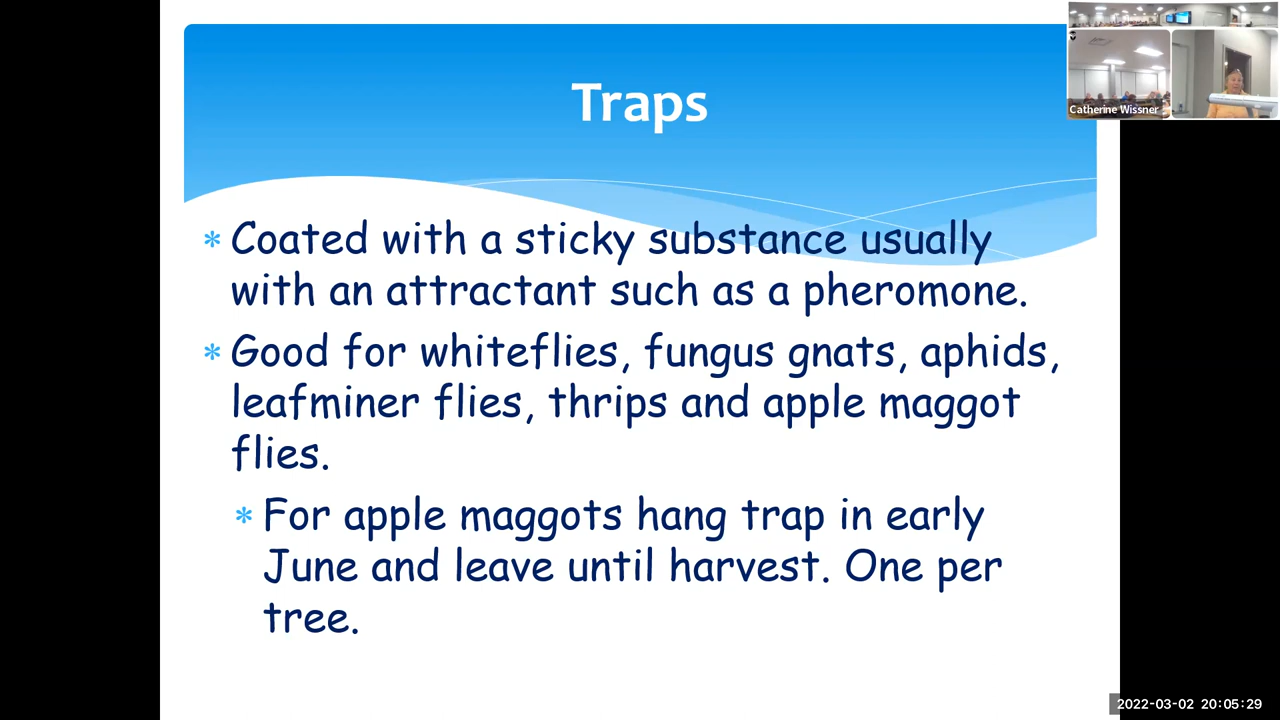 Traps
Catherine Wissner
* Coated with a sticky substance usually
with an attractant such as a pheromone.
* Good for whiteflies, fungus gnats, aphids,
leafminer flies, thrips and apple maggot
flies.
* For apple maggots hang trap in early
June and leave until harvest. One per
tree.
2022-03-02 20:05:29